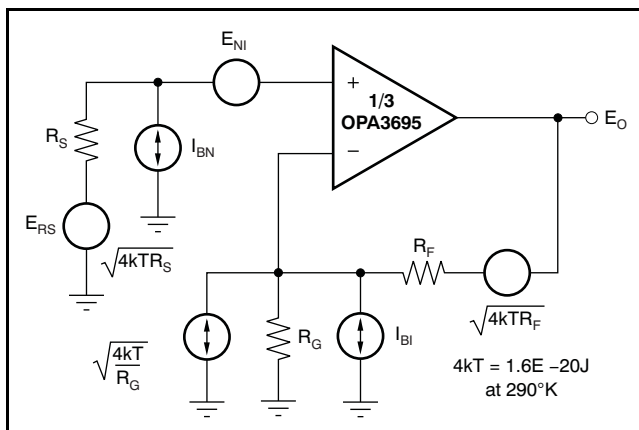 E_NI
+
1/3
OPA3695
−
E_O
R_S
I_BN
E_RS
√4kTR_S
R_F
√4kTR_F
√4kT/R_G
R_G
I_BI
4kT = 1.6E −20J
at 290°K